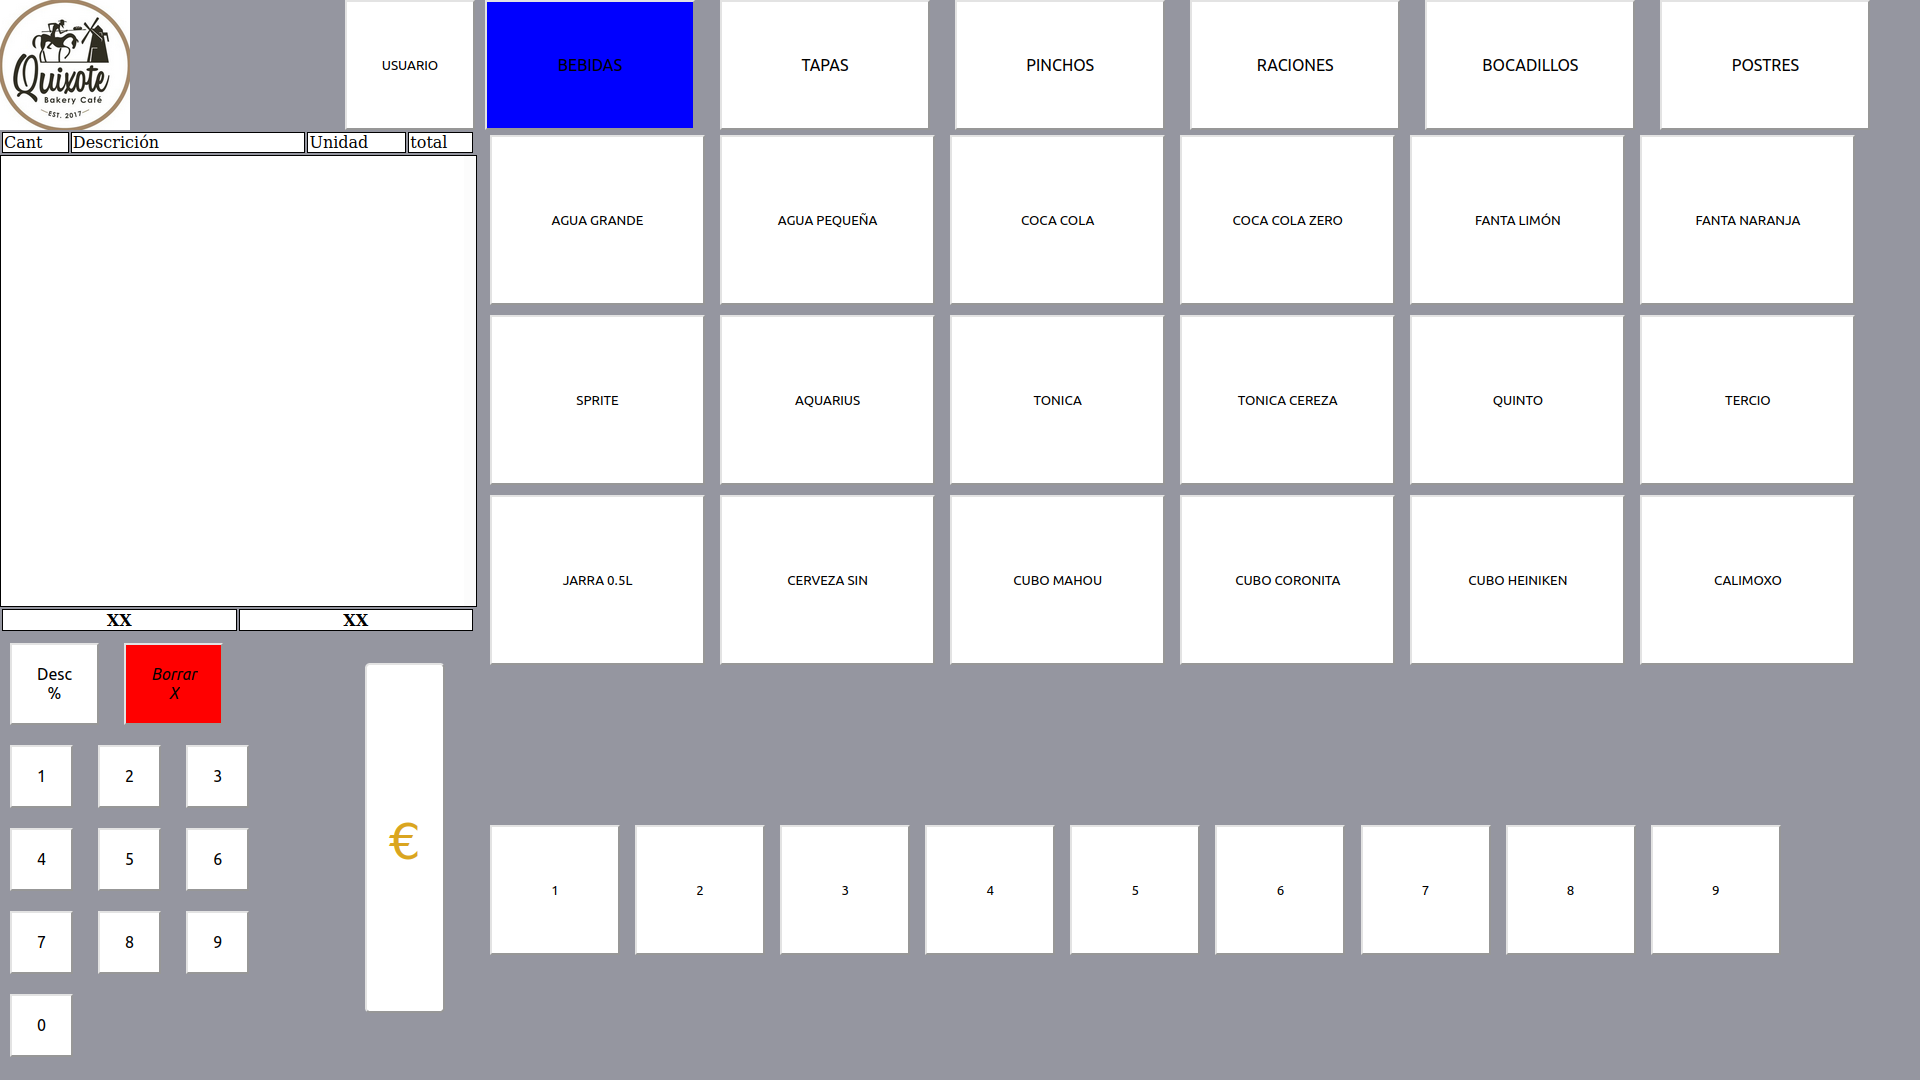 Quixote
Bakery Café
EST. 2017
USUARIO
BEBIDAS
TAPAS
PINCHOS
RACIONES
BOCADILLOS
POSTRES
Cant
Descrición
Unidad
total
AGUA GRANDE
AGUA PEQUEÑA
COCA COLA
COCA COLA ZERO
FANTA LIMÓN
FANTA NARANJA
SPRITE
AQUARIUS
TONICA
TONICA CEREZA
QUINTO
TERCIO
JARRA 0.5L
CERVEZA SIN
CUBO MAHOU
CUBO CORONITA
CUBO HEINIKEN
CALIMOXO
XX
XX
Desc
%
Borrar
X
1
2
3
4
5
6
7
8
9
0
€
1
2
3
4
5
6
7
8
9